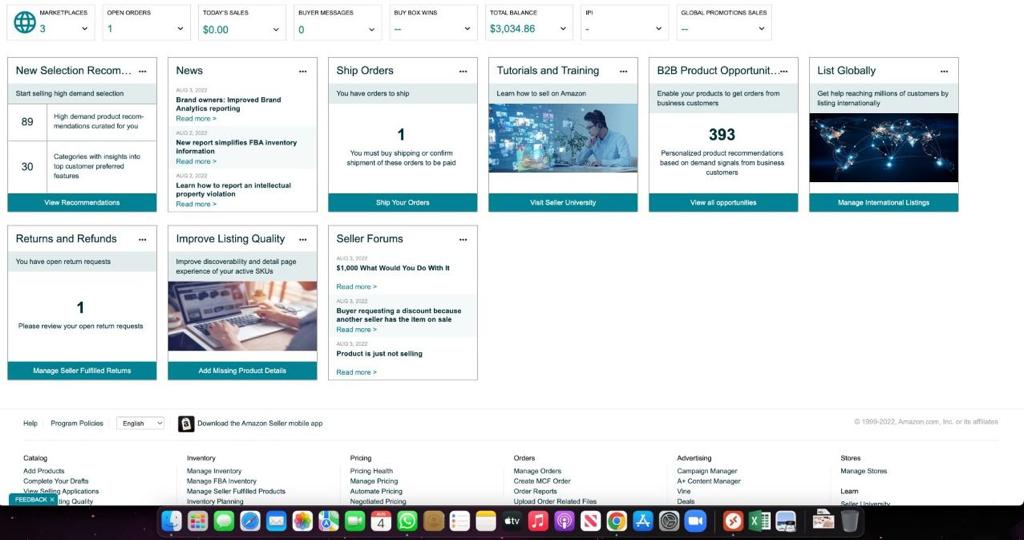 MARKETPLACES
3
OPEN ORDERS
1
TODAY'S SALES
$0.00
BUYER MESSAGES
0
BUY BOX WINS
--
TOTAL BALANCE
$3,034.86
IPI
-
GLOBAL PROMOTIONS SALES
--
New Selection Recom... •••
Start selling high demand selection
89
High demand product recom-
mendations curated for you
30
Categories with insights into
top customer preferred
features
View Recommendations
News •••
AUG 3, 2022
Brand owners: Improved Brand
Analytics reporting
Read more >
AUG 2, 2022
New report simplifies FBA inventory
information
Read more >
AUG 2, 2022
Learn how to report an intellectual
property violation
Read more >
Ship Orders •••
You have orders to ship
1
You must buy shipping or confirm
shipment of these orders to be paid
Ship Your Orders
Tutorials and Training •••
Learn how to sell on Amazon
Visit Seller University
B2B Product Opportunit... •••
Enable your products to get orders from
business customers
393
Personalized product recommendations
based on demand signals from business
customers
View all opportunities
List Globally •••
Get help reaching millions of customers by
listing internationally
Manage International Listings
Returns and Refunds •••
You have open return requests
1
Please review your open return requests
Manage Seller Fulfilled Returns
Improve Listing Quality •••
Improve discoverability and detail page
experience of your active SKUs
Add Missing Product Details
Seller Forums •••
AUG 3, 2022
$1,000 What Would You Do With It
Read more >
AUG 3, 2022
Buyer requesting a discount because
another seller has the item on sale
Read more >
AUG 3, 2022
Product is just not selling
Read more >
Help
Program Policies
English
Download the Amazon Seller mobile app
© 1999-2022, Amazon.com, Inc. or its affiliates
Catalog
Add Products
Complete Your Drafts
View Selling Applications
ting Quality
FEEDBACK ×
Inventory
Manage Inventory
Manage FBA Inventory
Manage Seller Fulfilled Products
Inventory Planning
Pricing
Pricing Health
Manage Pricing
Automate Pricing
Negotiated Pricing
Orders
Manage Orders
Create MCF Order
Order Reports
Upload Order Related Files
Advertising
Campaign Manager
A+ Content Manager
Vine
Deals
Stores
Manage Stores
Learn
Seller University
AUG
4
tv